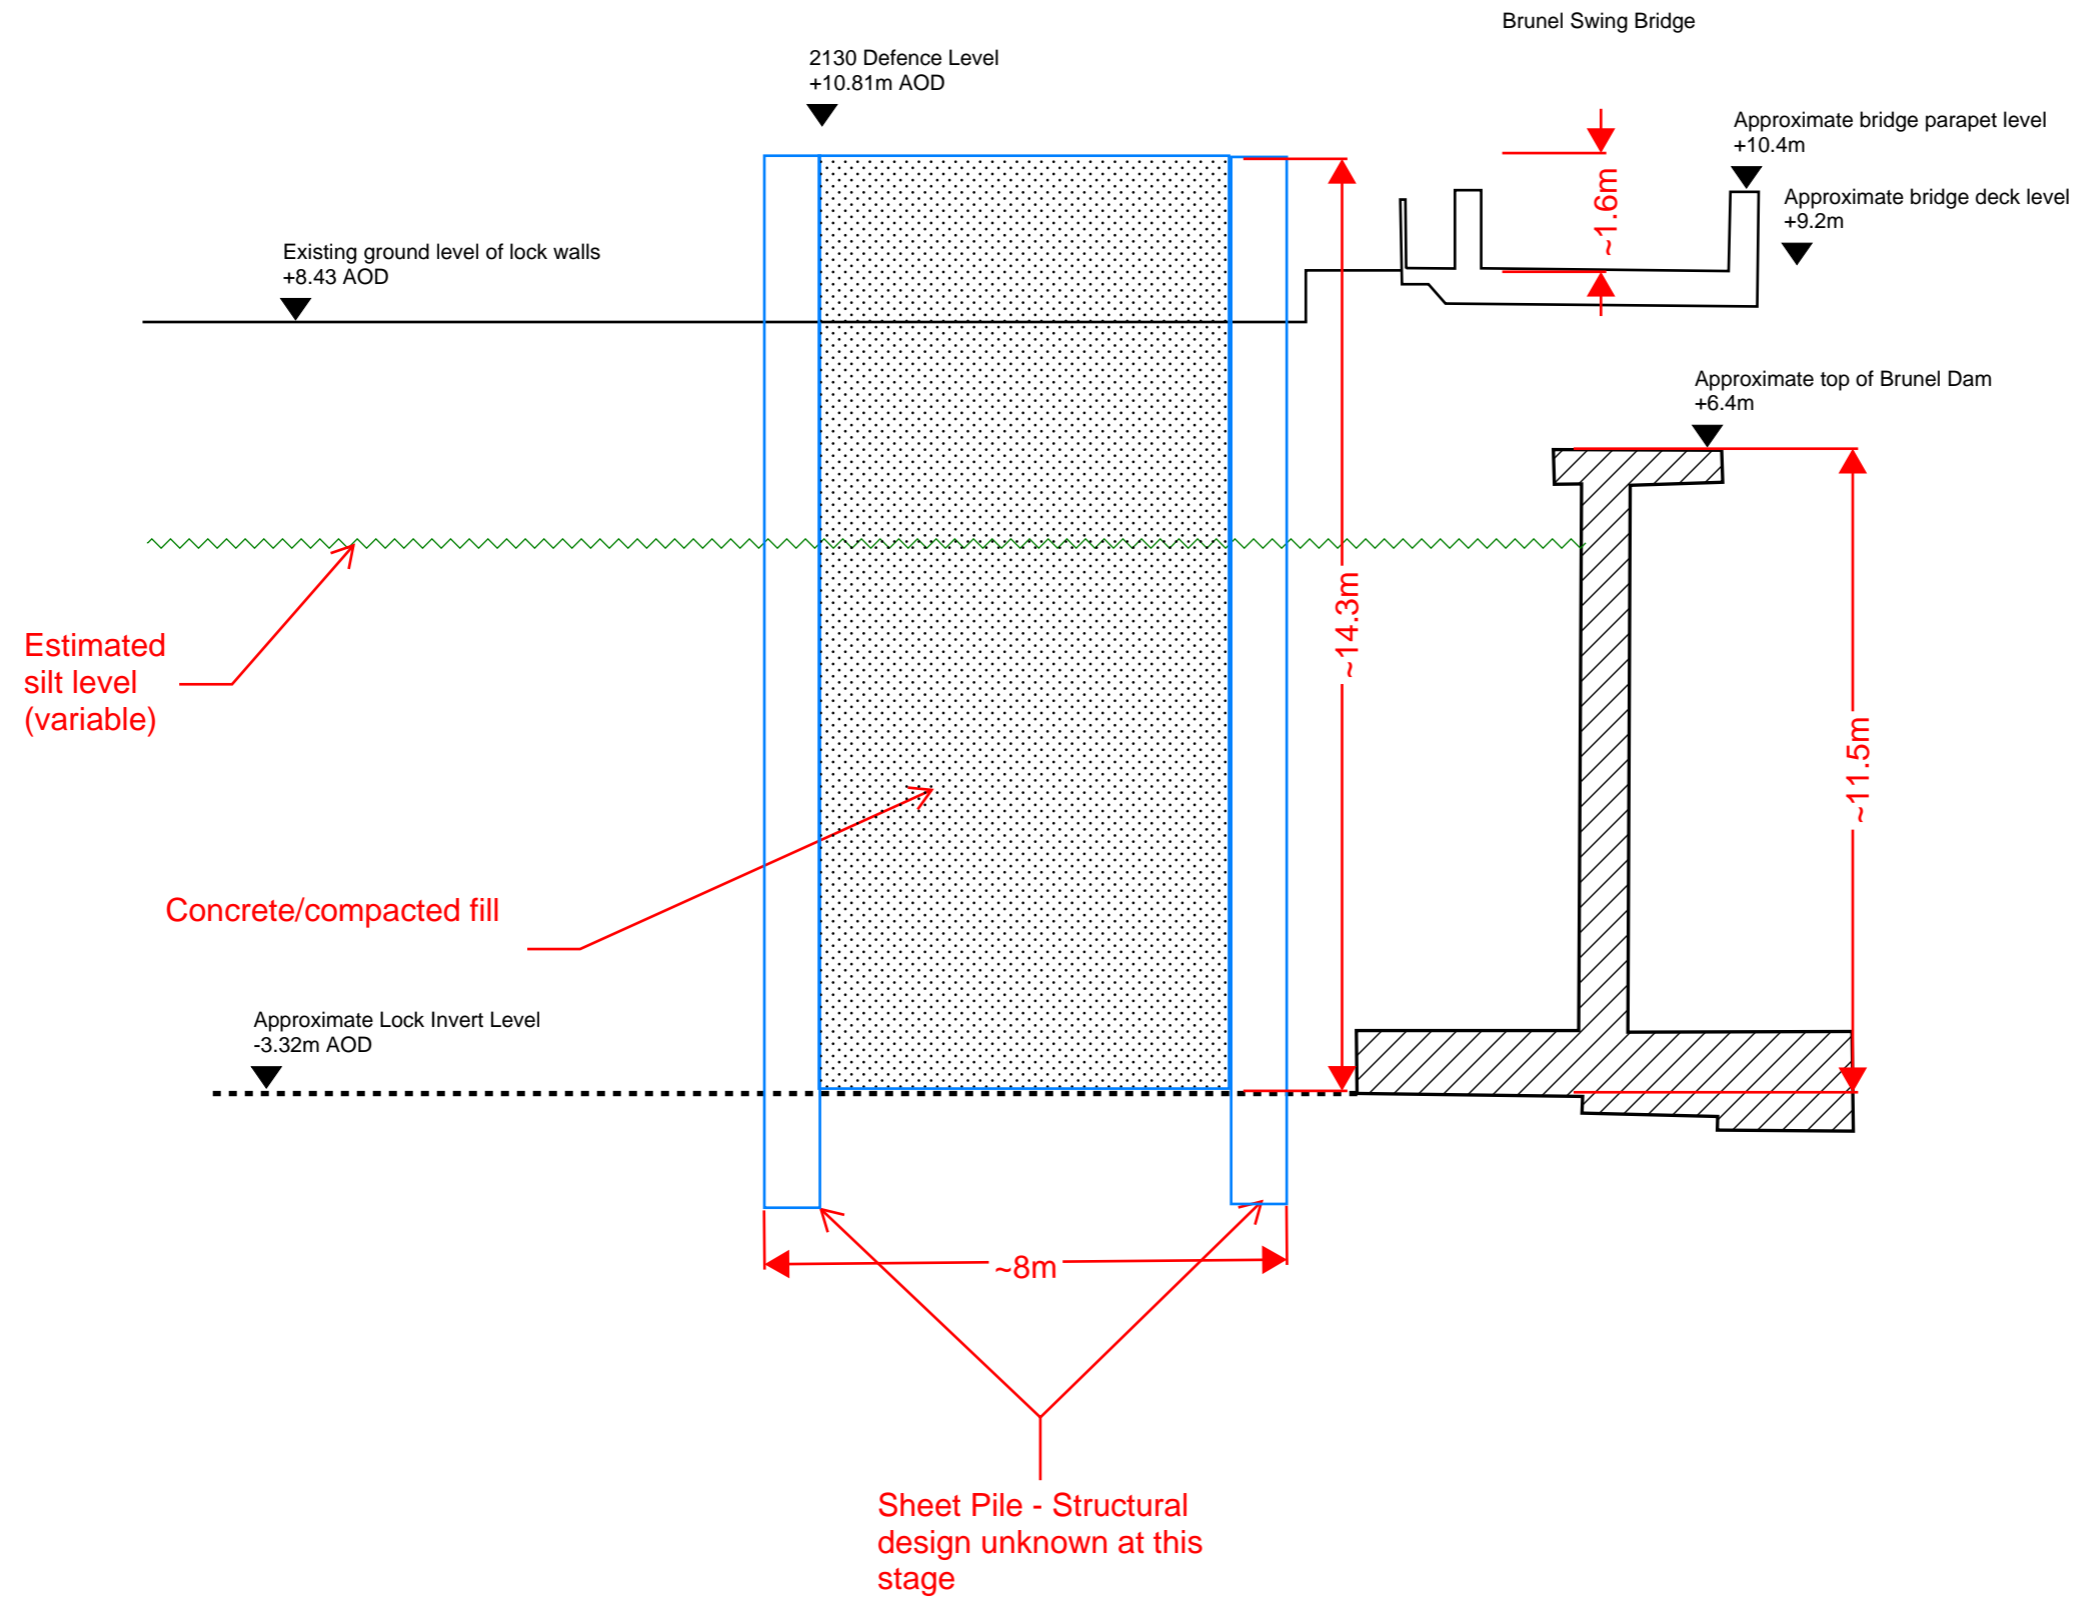 Brunel Swing Bridge
2130 Defence Level
+10.81m AOD
Approximate bridge parapet level
+10.4m
~1.6m
Approximate bridge deck level
+9.2m
Existing ground level of lock walls
+8.43 AOD
Approximate top of Brunel Dam
+6.4m
~14.3m
Estimated
silt level
(variable)
~11.5m
Concrete/compacted fill
Approximate Lock Invert Level
-3.32m AOD
~8m
Sheet Pile - Structural
design unknown at this
stage